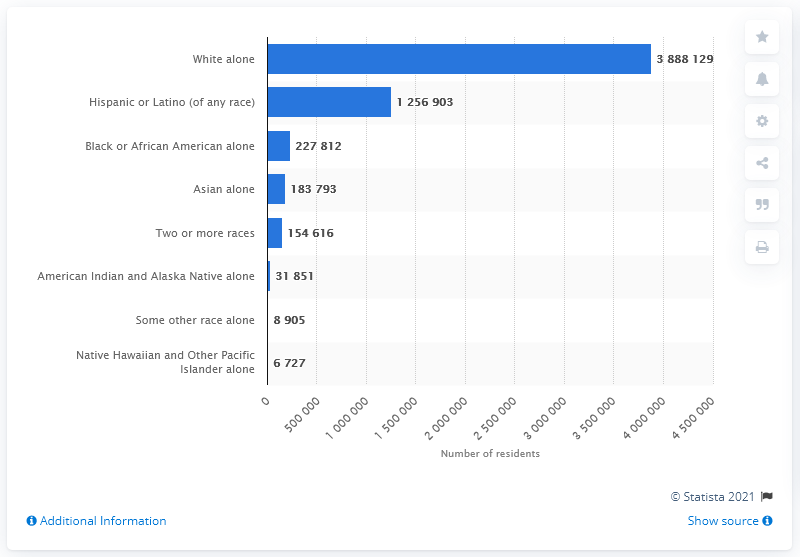 White alone
3 888 129
Hispanic or Latino (of any race)
1 256 903
Black or African American alone
227 812
Asian alone
183 793
Two or more races
154 616
American Indian and Alaska Native alone
31 851
Some other race alone
8 905
Native Hawaiian and Other Pacific
Islander alone
6 727
0
500 000
1 000 000
1 500 000
2 000 000
2 500 000
3 000 000
3 500 000
4 000 000
4 500 000
Number of residents
© Statista 2021
Additional Information
Show source